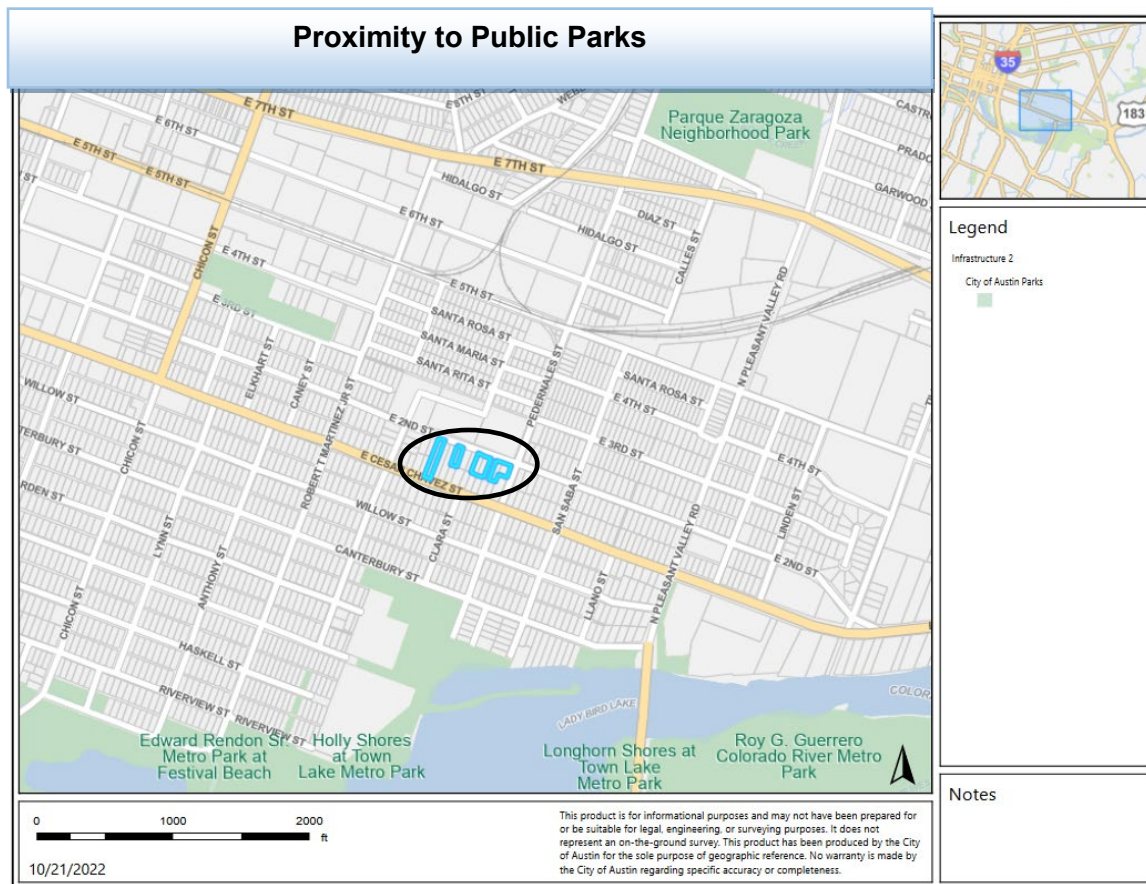 Proximity to Public Parks
35
183
E 7TH ST
E 8TH ST
E 6TH ST
E 5TH ST
E 5TH ST
CHICON ST
Parque Zaragoza
Neighborhood Park
E 7TH ST
HIDALGO ST
E 6TH ST
DIAZ ST
HIDALGO ST
CALLES ST
GARWOOD
E 4TH ST
E 3RD ST
E 5TH ST
SANTA ROSA ST
SANTA MARIA ST
SANTA RITA ST
PEDERNALES ST
SANTA ROSA ST
N PLEASANT VALLEY RD
ELKHART ST
CANEY ST
ROBERT T MARTINEZ JR ST
E 2ND ST
E 4TH ST
E 3RD ST
E 4TH ST
WILLOW ST
CHICON ST
E CESAR CHAVEZ ST
WILLOW ST
CLARA ST
SAN SABA ST
LINDEN ST
E 2ND ST
LYNN ST
ANTHONY ST
CANTERBURY ST
LLANO ST
N PLEASANT VALLEY RD
CHICON ST
HASKELL ST
RIVERVIEW ST
RIVERVIEW ST
LADY BIRD LAKE
Edward Rendon Sr.
Metro Park at
Festival Beach
Holly Shores
at Town
Lake Metro Park
Longhorn Shores at
Town Lake
Metro Park
Roy G. Guerrero
Colorado River Metro
Park
Legend
Infrastructure 2
City of Austin Parks
Notes
0 1000 2000
ft
10/21/2022
This product is for informational purposes and may not have been prepared for
or be suitable for legal, engineering, or surveying purposes. It does not
represent an on-the-ground survey. This product has been produced by the City
of Austin for the sole purpose of geographic reference. No warranty is made by
the City of Austin regarding specific accuracy or completeness.